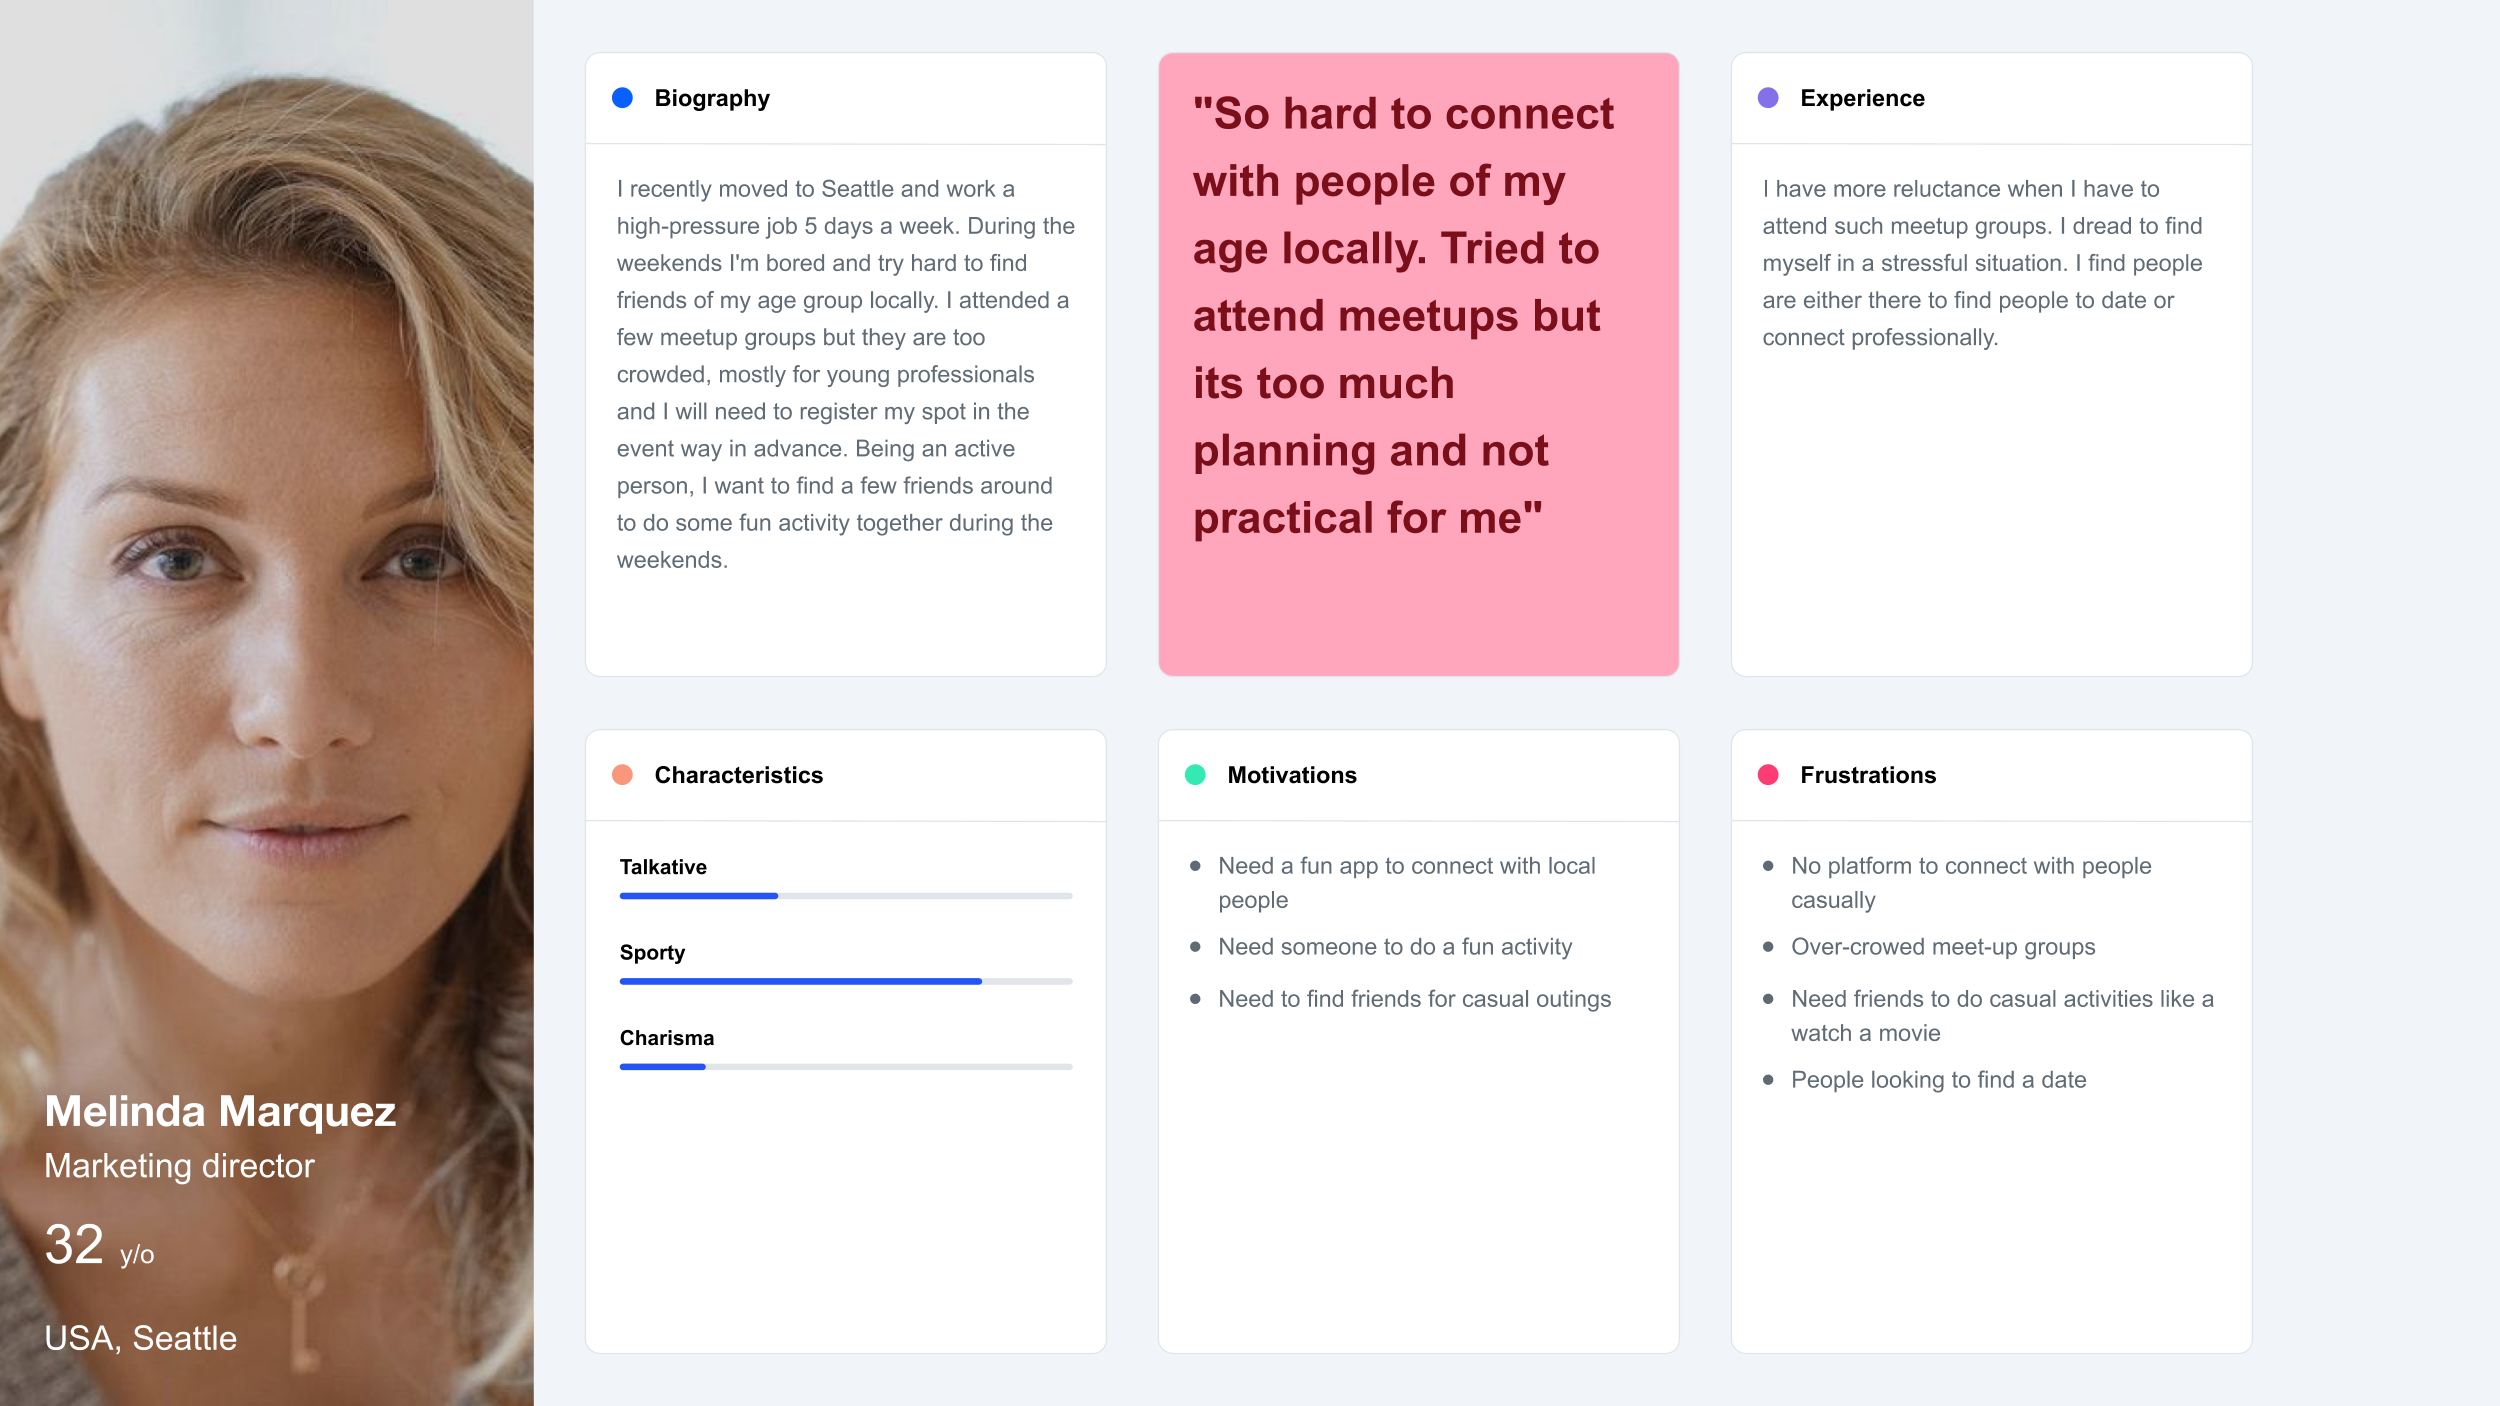 Melinda Marquez
Marketing director
32 y/o
USA, Seattle
Biography
I recently moved to Seattle and work a
high-pressure job 5 days a week. During the
weekends I'm bored and try hard to find
friends of my age group locally. I attended a
few meetup groups but they are too
crowded, mostly for young professionals
and I will need to register my spot in the
event way in advance. Being an active
person, I want to find a few friends around
to do some fun activity together during the
weekends.
"So hard to connect
with people of my
age locally. Tried to
attend meetups but
its too much
planning and not
practical for me"
Experience
I have more reluctance when I have to
attend such meetup groups. I dread to find
myself in a stressful situation. I find people
are either there to find people to date or
connect professionally.
Characteristics
Talkative
Sporty
Charisma
Motivations
Need a fun app to connect with local
people
Need someone to do a fun activity
Need to find friends for casual outings
Frustrations
No platform to connect with people
casually
Over-crowed meet-up groups
Need friends to do casual activities like a
watch a movie
People looking to find a date